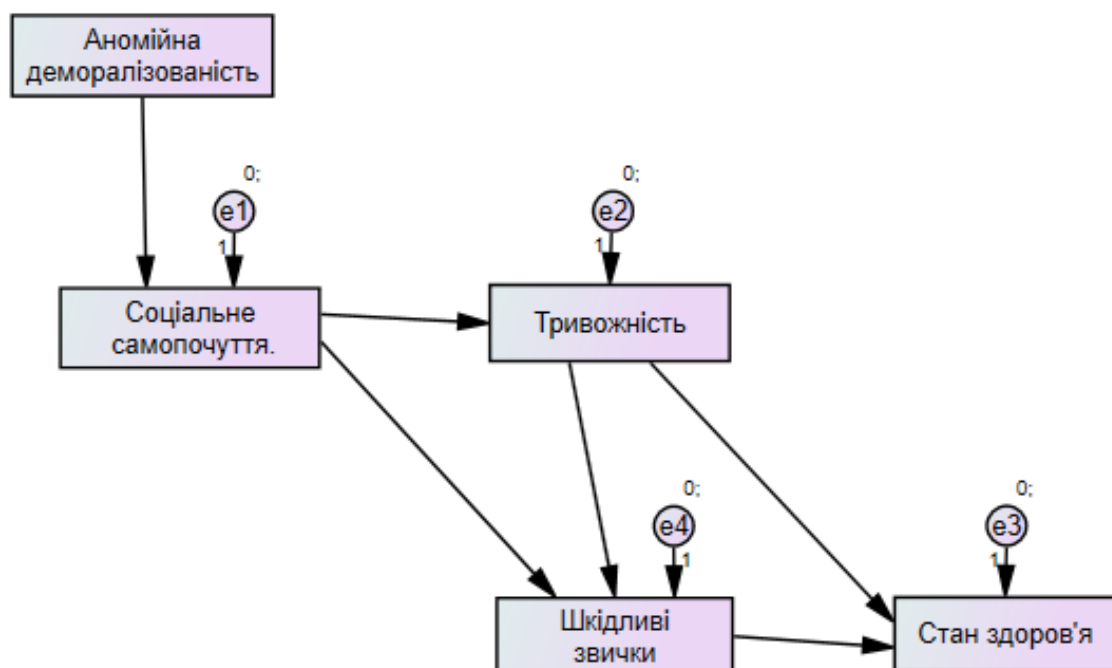 Аномійна
деморалізованість
0;
e1
1
0;
e2
1
Соціальне
самопочуття.
Тривожність
0;
e4
1
0;
e3
1
Шкідливі
звички
Стан здоров'я